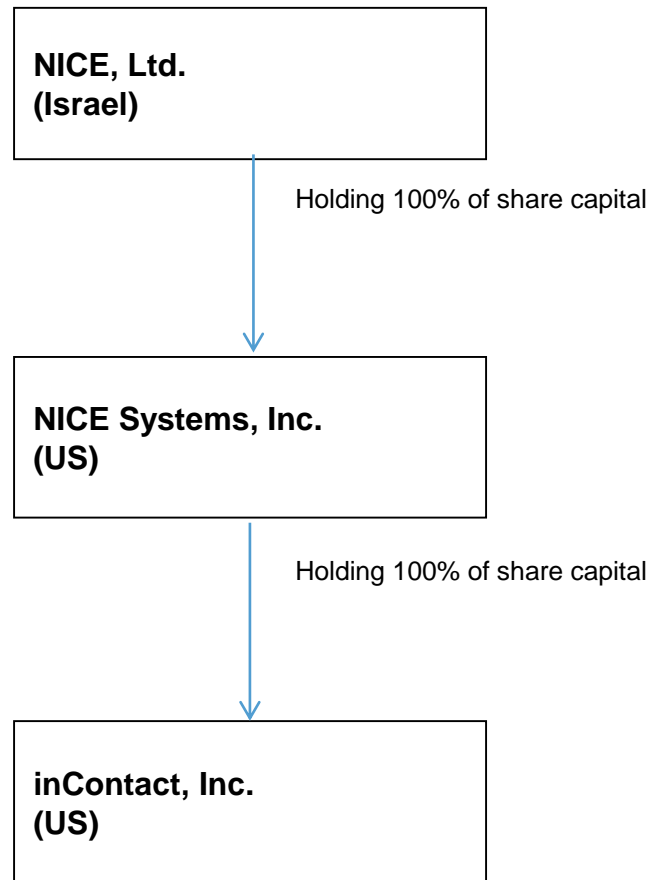 NICE, Ltd.
(Israel)
Holding 100% of share capital
NICE Systems, Inc.
(US)
Holding 100% of share capital
inContact, Inc.
(US)